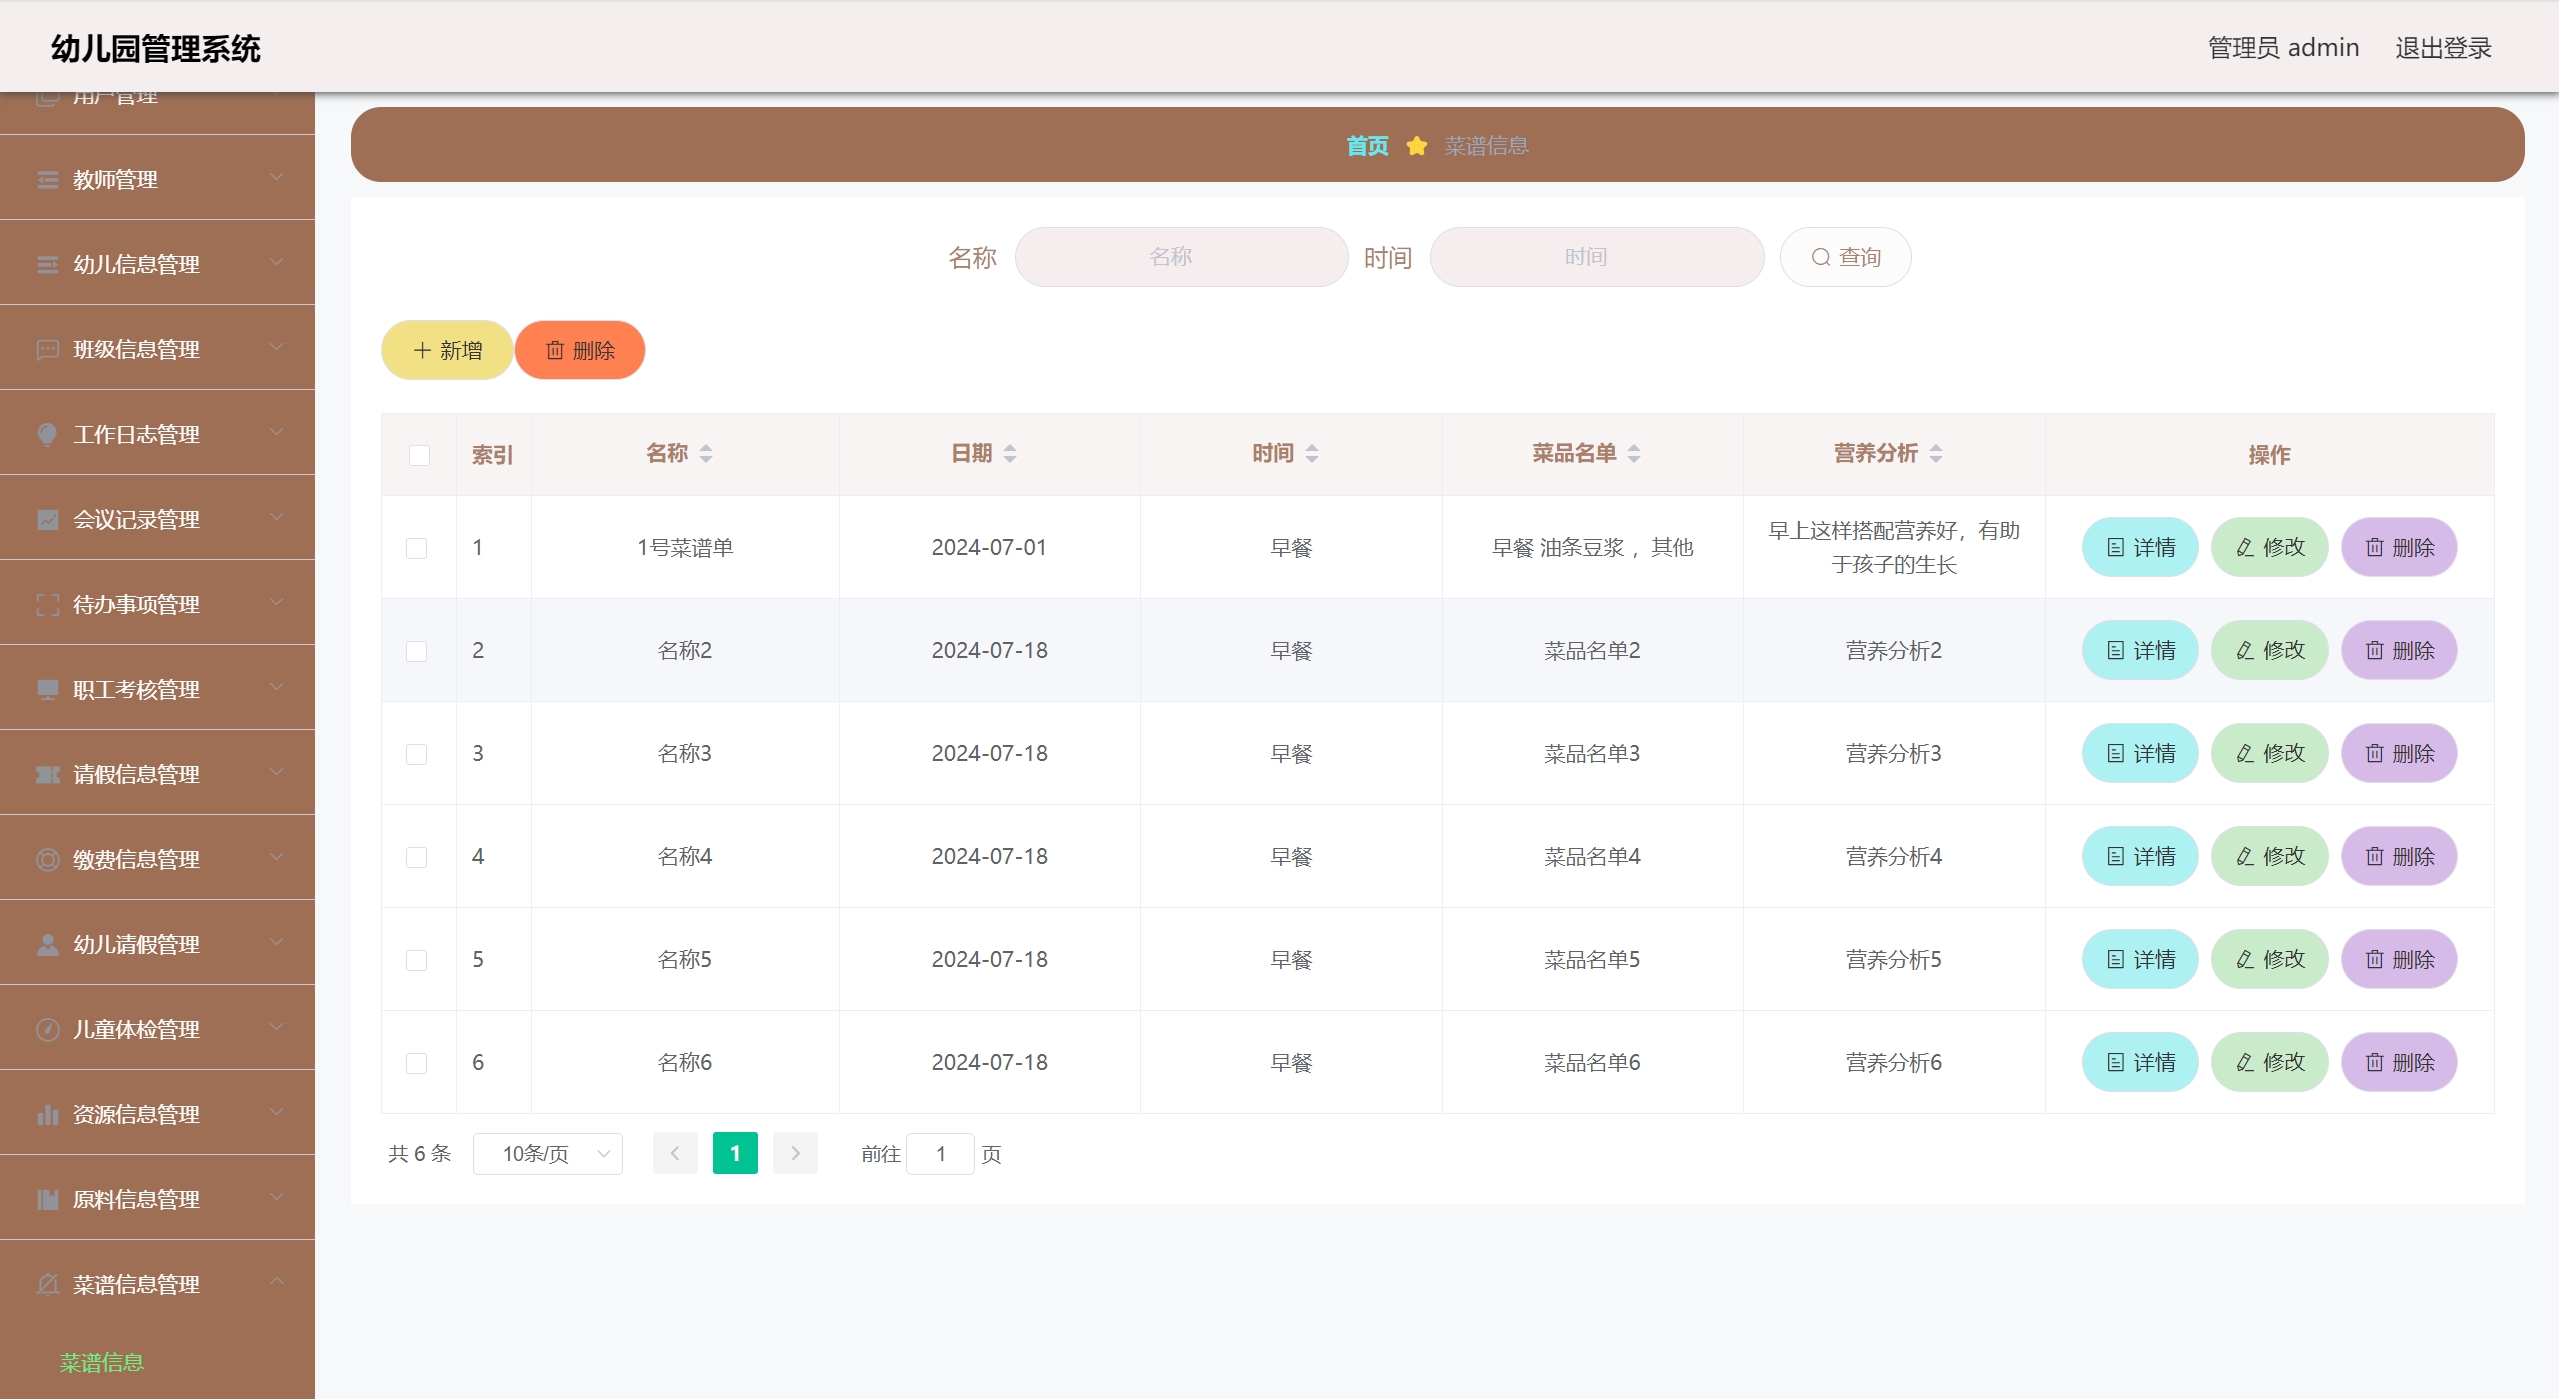 幼儿园管理系统
管理员 admin 退出登录
用户管理
教师管理
幼儿信息管理
班级信息管理
工作日志管理
会议记录管理
待办事项管理
职工考核管理
请假信息管理
缴费信息管理
幼儿请假管理
儿童体检管理
资源信息管理
原料信息管理
菜谱信息管理
菜谱信息
首页 菜谱信息
名称 名称 时间 时间 查询
新增 删除
索引 名称 日期 时间 菜品名单 营养分析 操作
1 1号菜谱单 2024-07-01 早餐 早餐 油条豆浆 ，其他 早上这样搭配营养好，有助
于孩子的生长 详情 修改 删除
2 名称2 2024-07-18 早餐 菜品名单2 营养分析2 详情 修改 删除
3 名称3 2024-07-18 早餐 菜品名单3 营养分析3 详情 修改 删除
4 名称4 2024-07-18 早餐 菜品名单4 营养分析4 详情 修改 删除
5 名称5 2024-07-18 早餐 菜品名单5 营养分析5 详情 修改 删除
6 名称6 2024-07-18 早餐 菜品名单6 营养分析6 详情 修改 删除
共 6 条 10条/页 1 前往 1 页